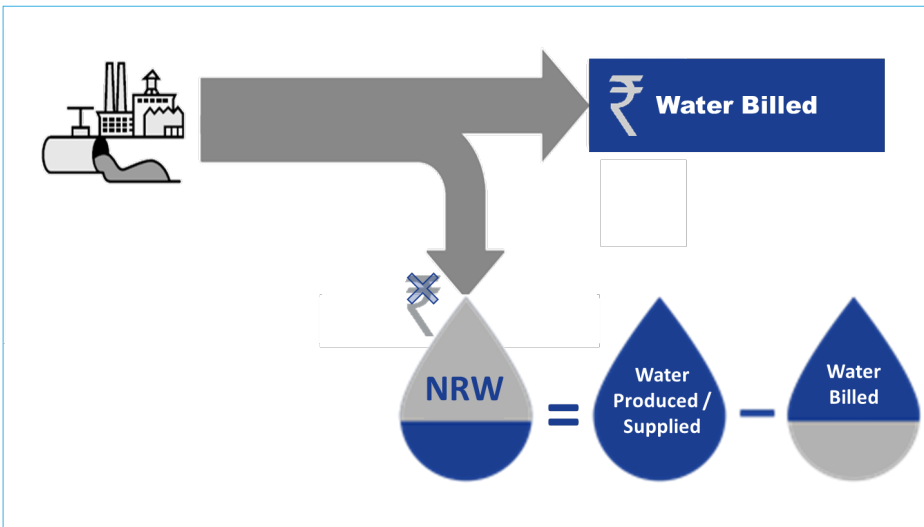 ₹ Water Billed
₹
NRW
=
Water
Produced /
Supplied
−
Water
Billed